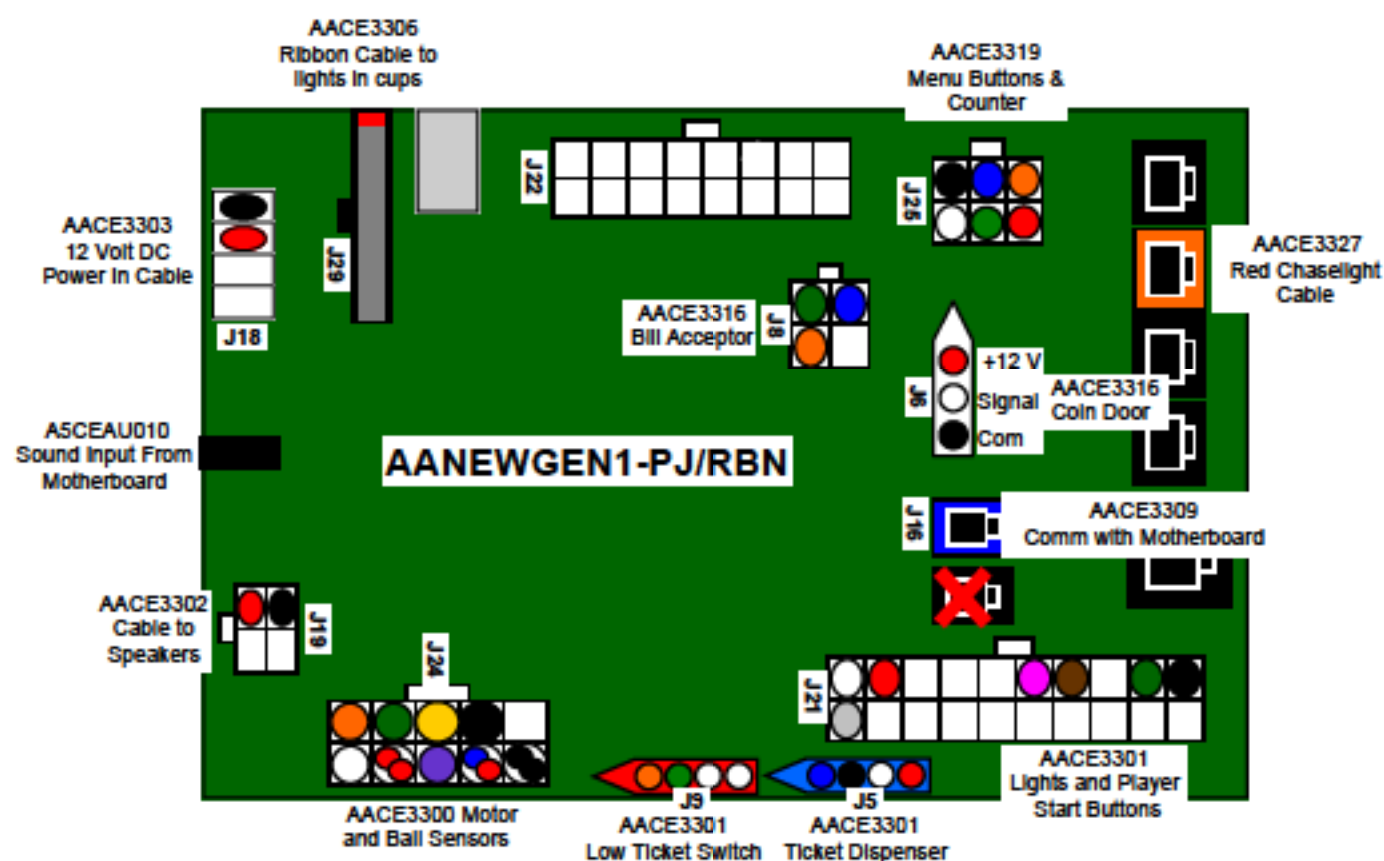 AACE3306
Ribbon Cable to
lights in cups
AACE3319
Menu Buttons &
Counter
J22
J25
AACE3303
12 Volt DC
Power In Cable
J18
J29
AACE3327
Red Chaselight
Cable
AACE3316
Bill Acceptor
J8
J6
+12 V
Signal
Com
AACE3316
Coin Door
A5CEAU010
Sound Input From
Motherboard
AANEWGEN1-PJ/RBN
J16
AACE3309
Comm with Motherboard
AACE3302
Cable to
Speakers
J19
J24
J21
AACE3300 Motor
and Ball Sensors
J9
AACE3301
Low Ticket Switch
J5
AACE3301
Ticket Dispenser
AACE3301
Lights and Player
Start Buttons